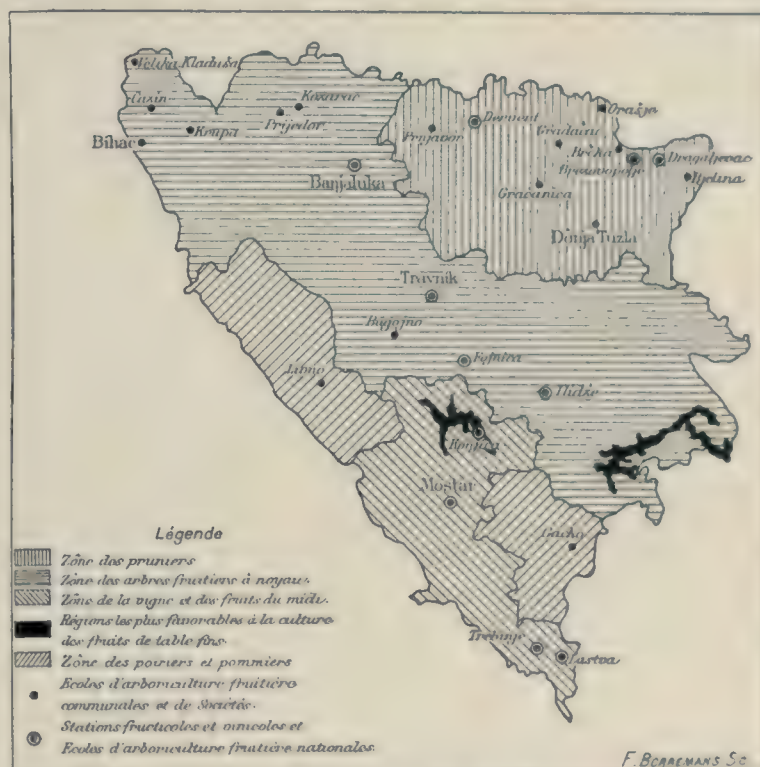 Velika Kladuša
Cazin
Krupa
Bihac
Kozarac
Prijedor
Banjaluka
Prnjavor
Dervent
Gradačac
Gračanica
Orašje
Brčka
Dragaljevac
Bjelina
Donja Tuzla
Travnik
Bugojno
Fojnica
Ilidže
Livno
Konjica
Mostar
Gacko
Trebinje
Lastva
Légende
Zône des pruniers
Zône des arbres fruitiers à noyau.
Zône de la vigne et des fruits du midi.
Régions les plus favorables à la culture
des fruits de table fins.
Zône des poiriers et pommiers
Ecoles d'arboriculture fruitière
communales et de Sociétés.
Stations fructicoles et vinicoles et
Ecoles d'arboriculture fruitière nationales.
F. BORREMANS Sc